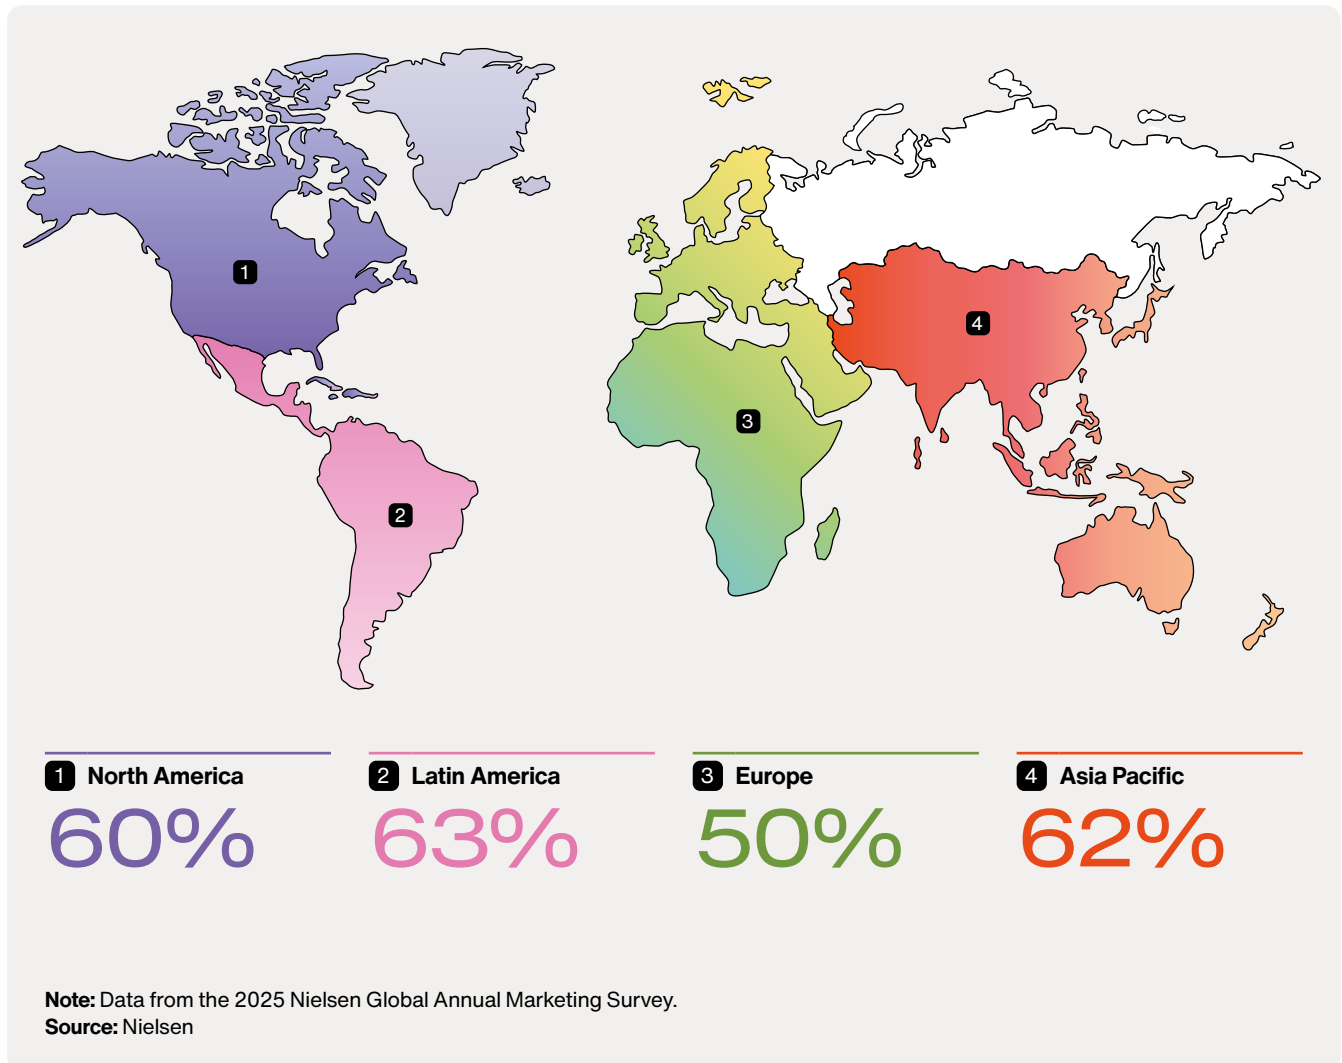 1
2
3
4
1 North America
60%
2 Latin America
63%
3 Europe
50%
4 Asia Pacific
62%
Note: Data from the 2025 Nielsen Global Annual Marketing Survey.
Source: Nielsen